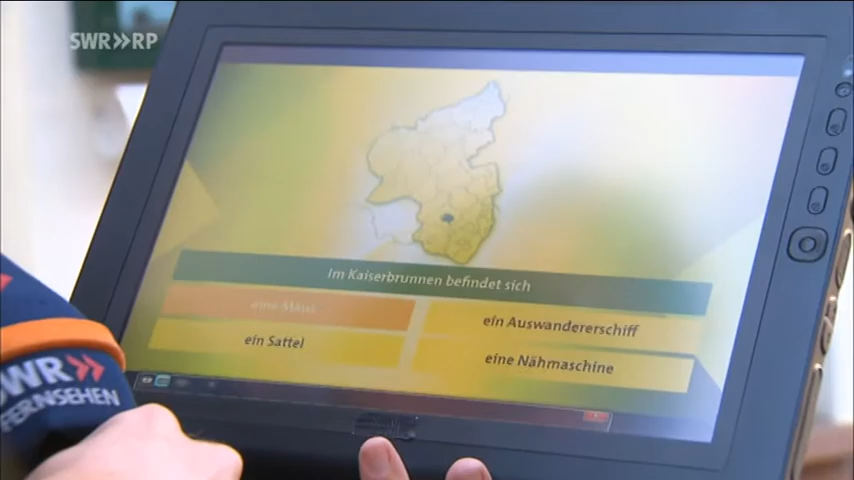 SWR»RP
Im Kaiserbrunnen befindet sich
ein Auswandererschiff
ein Sattel
eine Nähmaschine
SWR»
FERNSEHEN